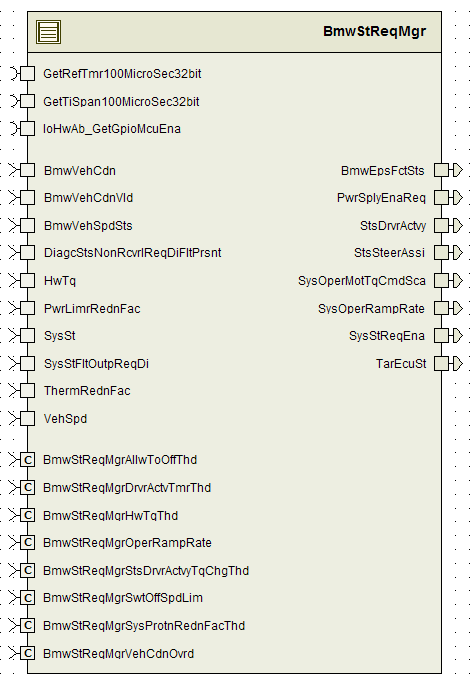 BmwStReqMgr
GetRefTmr100MicroSec32bit
GetTiSpan100MicroSec32bit
IoHwAb_GetGpioMcuEna
BmwVehCdn
BmwEpsFctSts
BmwVehCdnVld
PwrSplyEnaReq
BmwVehSpdSts
StsDrvrActvy
DiagcStsNonRcvrlReqDiFltPrsnt
StsSteerAssi
HwTq
SysOperMotTqCmdSca
PwrLimrRednFac
SysOperRampRate
SysSt
SysStReqEna
SysStFltOutpReqDi
TarEcuSt
ThermRednFac
VehSpd
C BmwStReqMgrAllwToOffThd
C BmwStReqMgrDrvrActvTmrThd
C BmwStReqMgrHwTqThd
C BmwStReqMgrOperRampRate
C BmwStReqMgrStsDrvrActvyTqChgThd
C BmwStReqMgrSwtOffSpdLim
C BmwStReqMgrSysProtnRednFacThd
C BmwStReqMgrVehCdnOvrd